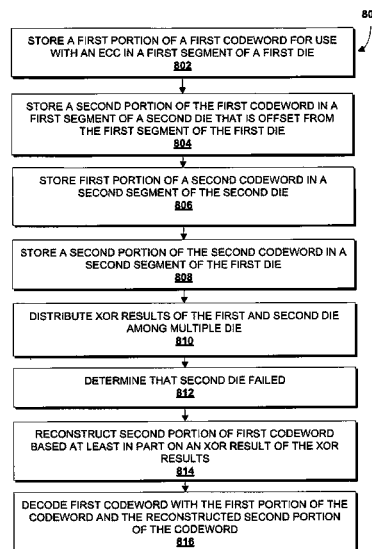 80
STORE A FIRST PORTION OF A FIRST CODEWORD FOR USE
WITH AN ECC IN A FIRST SEGMENT OF A FIRST DIE
802
STORE A SECOND PORTION OF THE FIRST CODEWORD IN A
FIRST SEGMENT OF A SECOND DIE THAT IS OFFSET FROM
THE FIRST SEGMENT OF THE FIRST DIE
804
STORE FIRST PORTION OF A SECOND CODEWORD IN A
SECOND SEGMENT OF THE SECOND DIE
806
STORE A SECOND PORTION OF THE SECOND CODEWORD IN A
SECOND SEGMENT OF THE FIRST DIE
808
DISTRIBUTE XOR RESULTS OF THE FIRST AND SECOND DIE
AMONG MULTIPLE DIE
810
DETERMINE THAT SECOND DIE FAILED
812
RECONSTRUCT SECOND PORTION OF FIRST CODEWORD
BASED AT LEAST IN PART ON AN XOR RESULT OF THE XOR
RESULTS
814
DECODE FIRST CODEWORD WITH THE FIRST PORTION OF THE
CODEWORD AND THE RECONSTRUCTED SECOND PORTION
OF THE CODEWORD
816